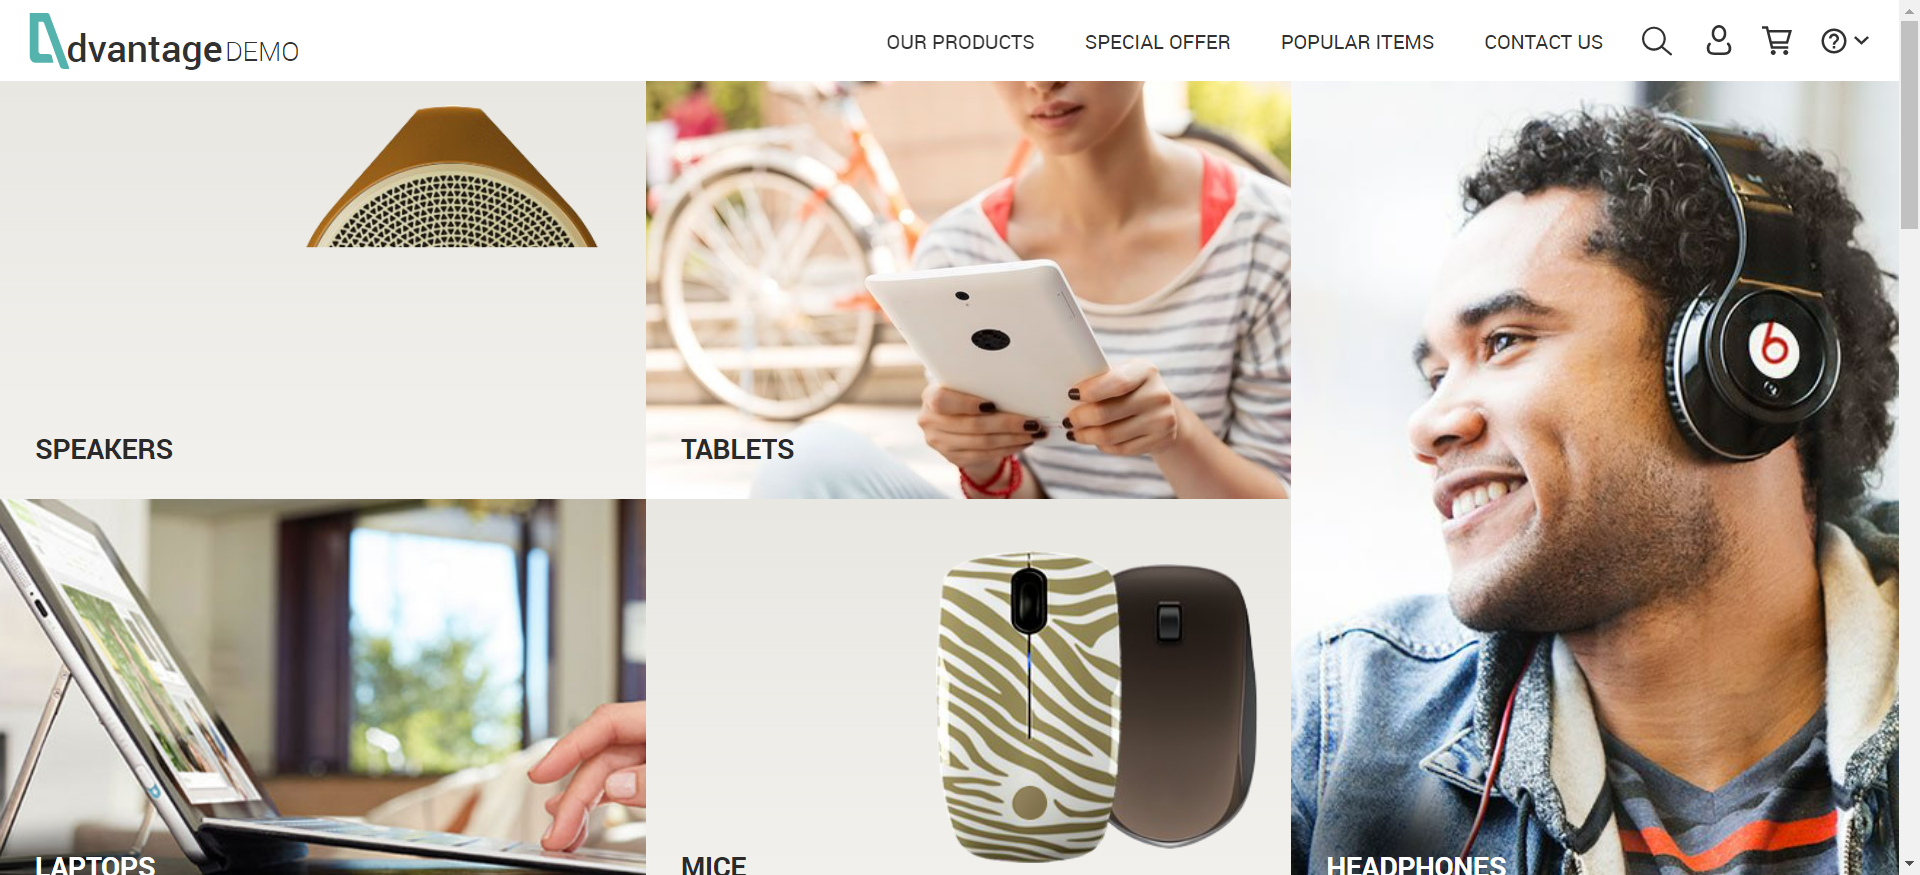 dvantage DEMO
OUR PRODUCTS
SPECIAL OFFER
POPULAR ITEMS
CONTACT US
SPEAKERS
TABLETS
LAPTOPS
MICE
HEADPHONES